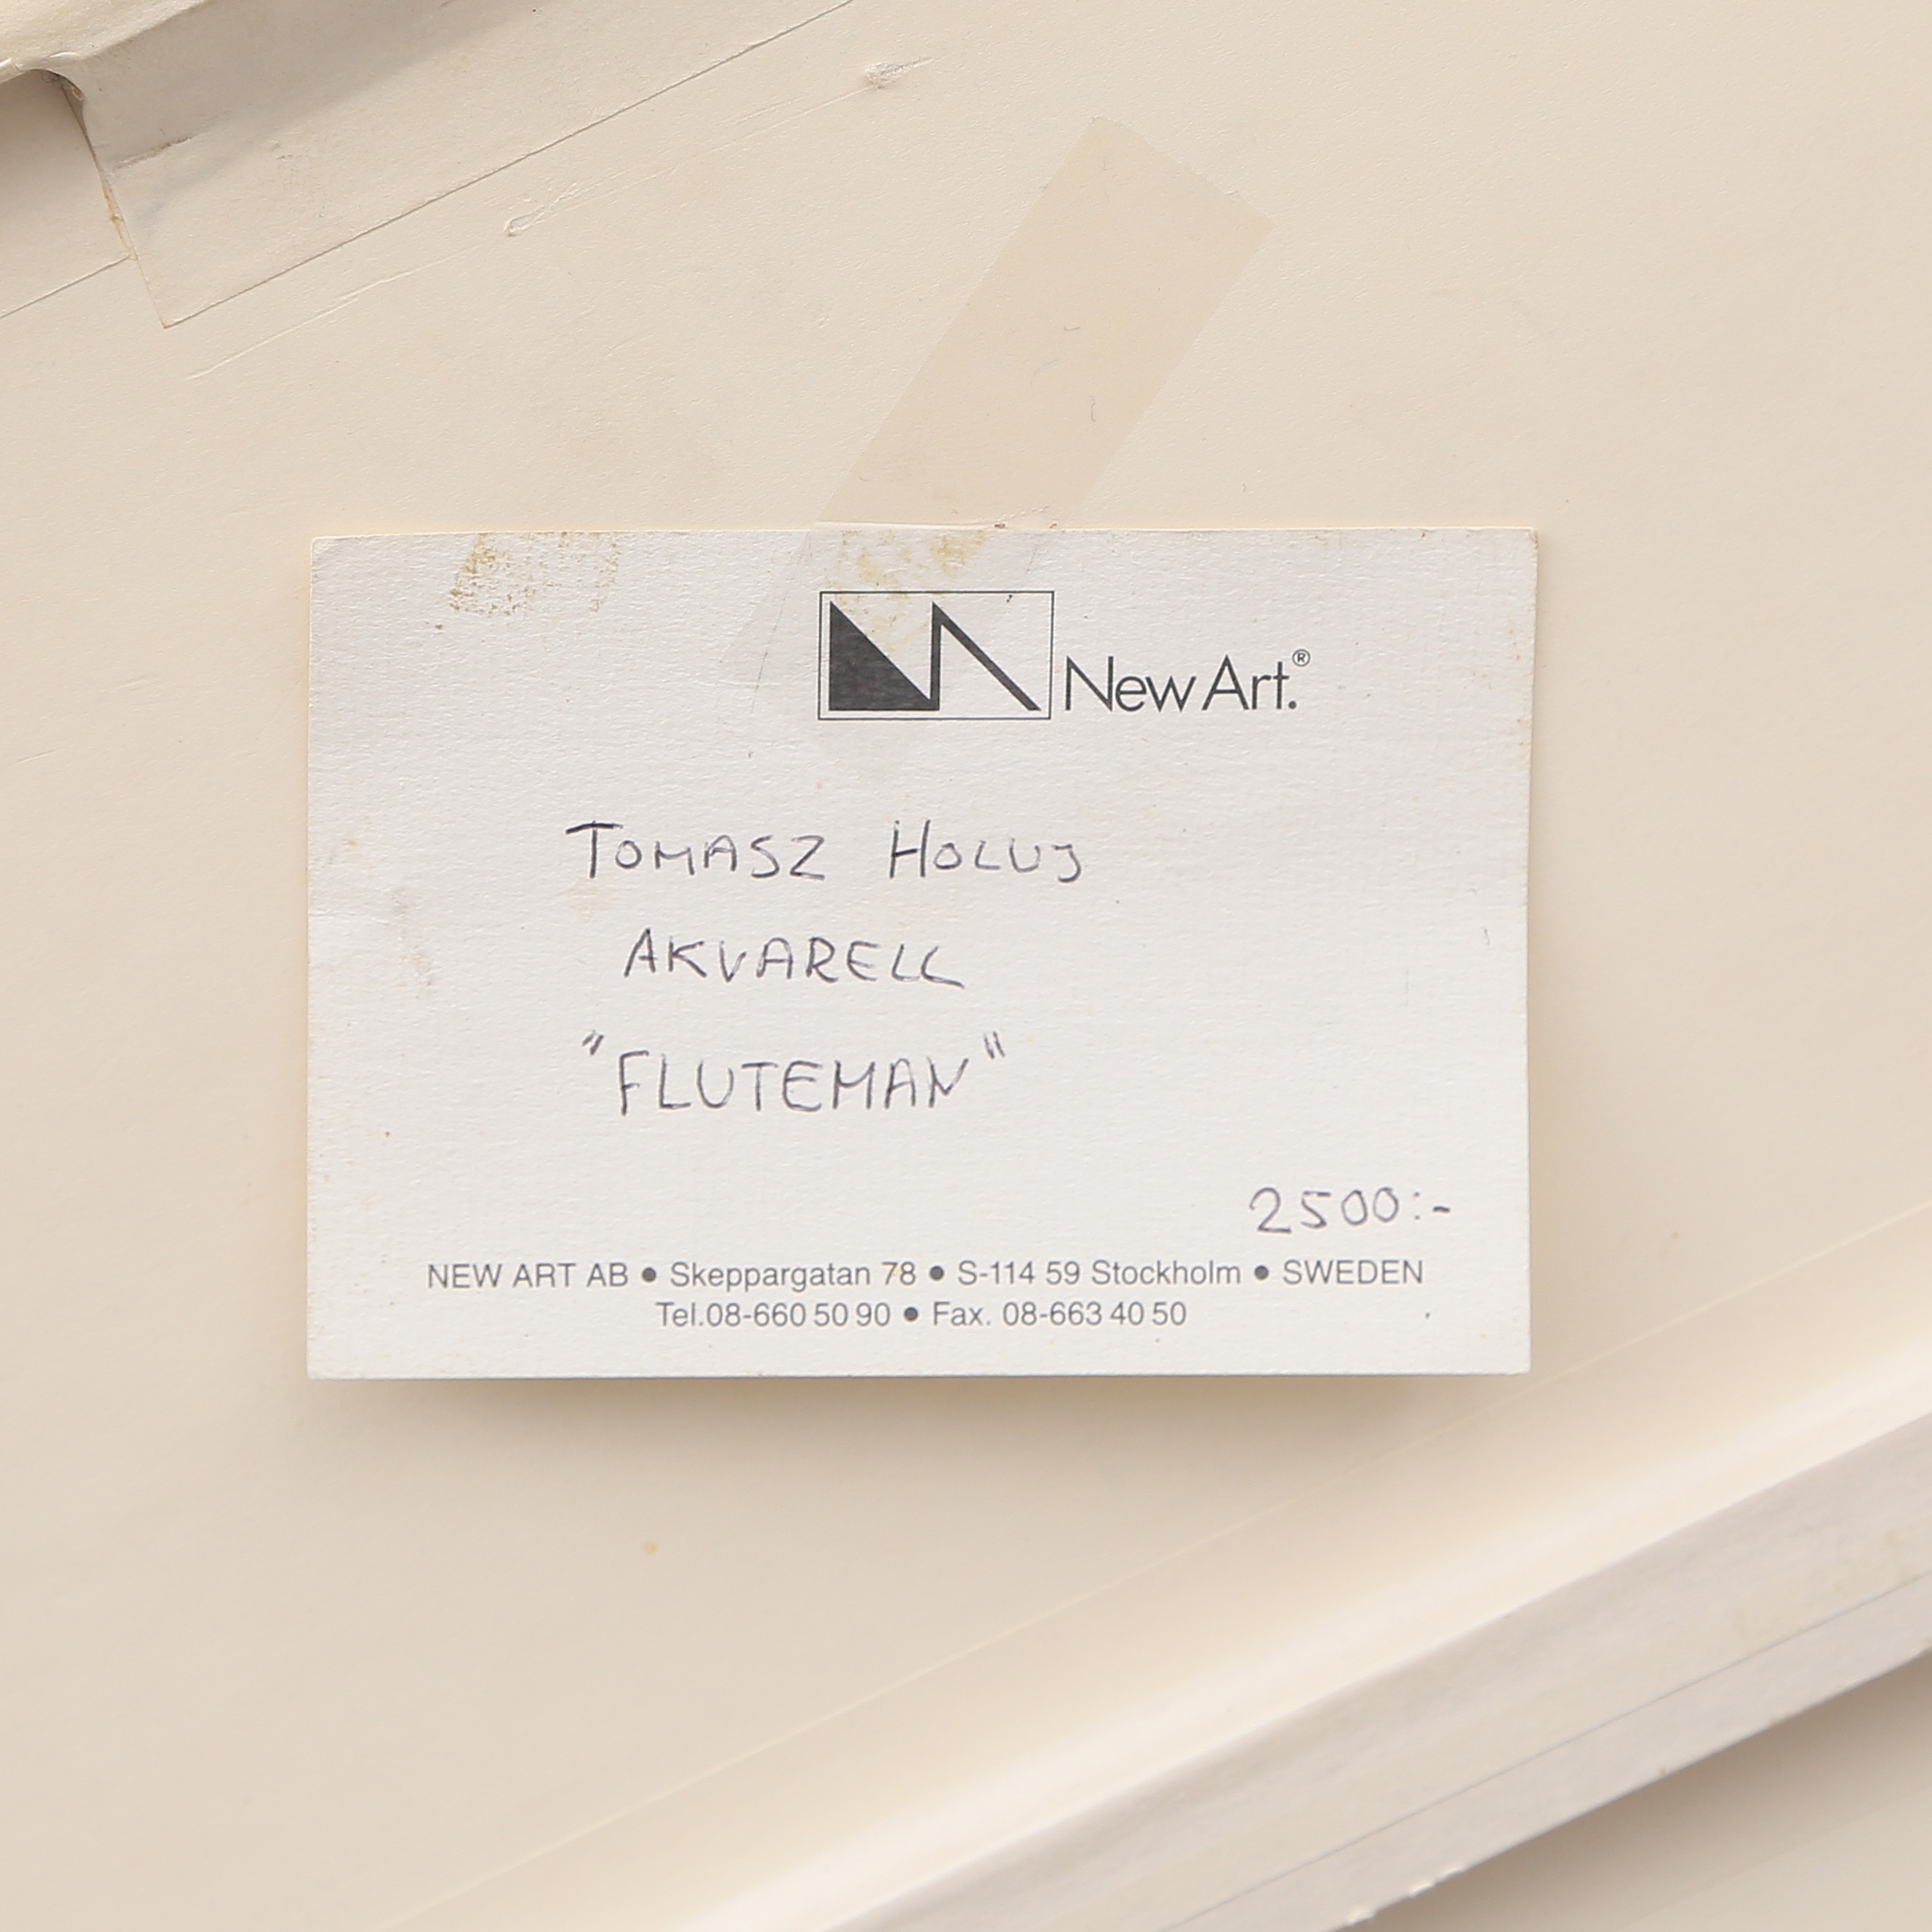 New Art.®
TOMASZ HOLUJ
AKVARELL
"FLUTEMAN"
2500:-
NEW ART AB ● Skeppargatan 78 ● S-114 59 Stockholm ● SWEDEN
Tel.08-660 50 90 ● Fax. 08-663 40 50